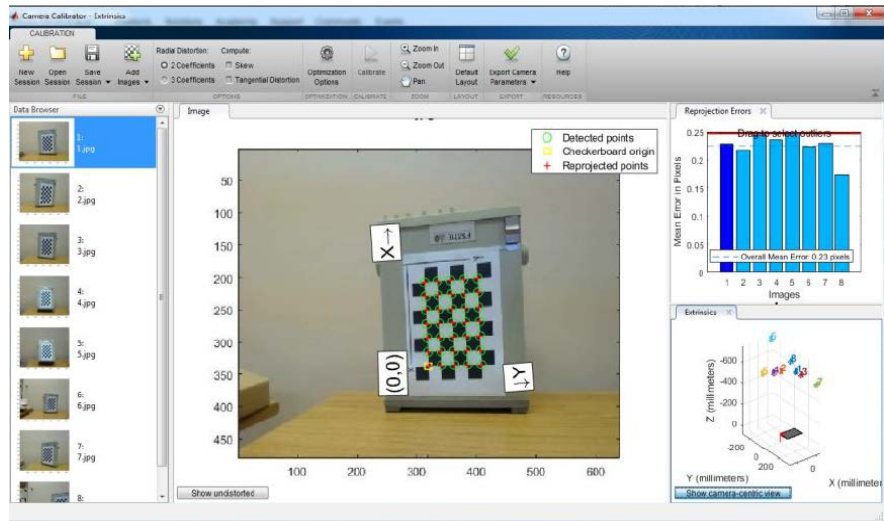 Camera Calibrator - Extrinsics
CALIBRATION
New Session
Open Session
Save Session
Add Images
Radial Distortion:
Compute:
2 Coefficients
Skew
3 Coefficients
Tangential Distortion
Optimization Options
Calibrate
Zoom In
Zoom Out
Pan
Default Layout
Export Camera Parameters
Help
FILE
OPTIONS
OPTIMIZATION
CALIBRATE
ZOOM
LAYOUT
EXPORT
RESOURCES
Data Browser
1:
1.jpg
2:
2.jpg
3:
3.jpg
4:
4.jpg
5:
5.jpg
6:
6.jpg
7:
7.jpg
8:
Image
Detected points
Checkerboard origin
Reprojected points
50
100
150
200
250
300
350
400
450
X→
(0,0)
Y→
100
200
300
400
500
600
Show undistorted
Reprojection Errors
Drag to select outliers
Mean Error in Pixels
0.25
0.2
0.15
0.1
0.05
0
Overall Mean Error: 0.23 pixels
1 2 3 4 5 6 7 8
Images
Extrinsics
Z (millimeters)
-600
-400
-200
0
-200
0
200
0
Y (millimeters)
X (millimeter
Show camera-centric view